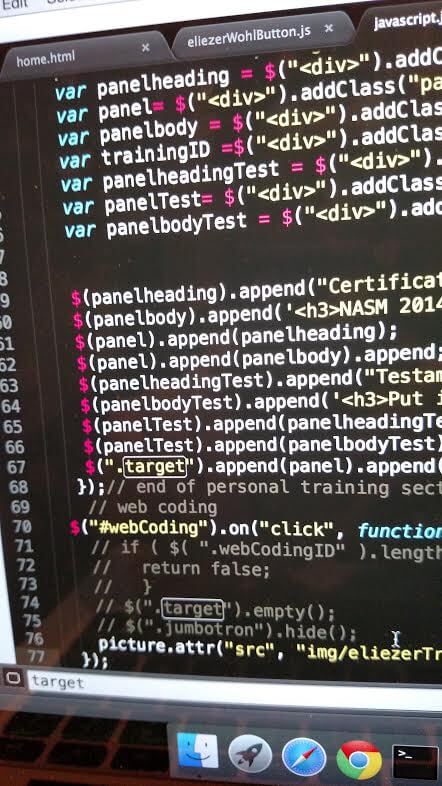 Edit
home.html × eliezerWohlButton.js × javascript.
var panelheading = $("<div>").addC
var panel= $("<div>").addClass("pa
var panelbody = $("<div>").addClas
var trainingID =$("<div>").addClas
var panelheadingTest = $("<div>").
var panelTest= $("<div>").addClass
var panelbodyTest = $("<div>").add
$(panelheading).append("Certificat
$(panelbody).append('<h3>NASM 2014
61 $(panel).append(panelheading);
62 $(panel).append(panelbody).append;
63 $(panelheadingTest).append("Testam
64 $(panelbodyTest).append('<h3>Put i
65 $(panelTest).append(panelheadingTe
66 $(panelTest).append(panelbodyTest)
67 $(".target").append(panel).append(
68 });// end of personal training sect
69 // web coding
70 $("#webCoding").on("click", function
71 // if ( $( ".webCodingID" ).length
72 // return false;
73 // }
74 // $(".target").empty();
75 // $(".jumbotron").hide();
76 picture.attr("src", "img/eliezerTr
77 });
target
>_